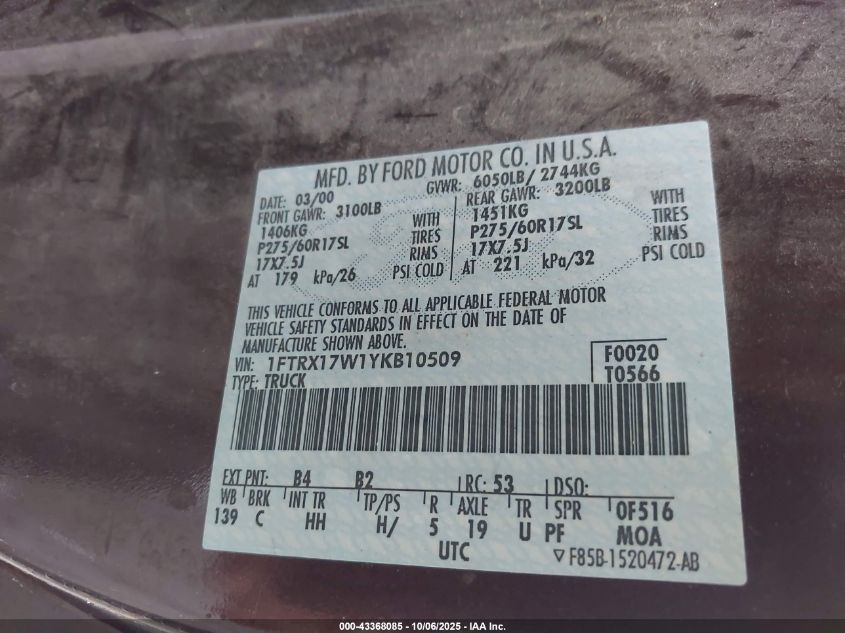 MFD. BY FORD MOTOR CO. IN U.S.A.
DATE: 03/00 GVWR: 6050LB/ 2744KG
FRONT GAWR: 3100LB
1406KG WITH
P275/60R17SL TIRES
17X7.5J RIMS
AT 179 kPa/26 PSI COLD
REAR GAWR: 3200LB
1451KG WITH
P275/60R17SL TIRES
17X7.5J RIMS
AT 221 kPa/32 PSI COLD
THIS VEHICLE CONFORMS TO ALL APPLICABLE FEDERAL MOTOR
VEHICLE SAFETY STANDARDS IN EFFECT ON THE DATE OF
MANUFACTURE SHOWN ABOVE.
VIN: 1FTRX17W1YKB10509 F0020
TYPE: TRUCK T0566
EXT PNT: B4 B2 RC: 53 DSO:
WB BRK INT TR TP/PS R AXLE TR SPR 0F516
139 C HH H/ 5 19 U PF MOA
UTC ▽F85B-1520472-AB
000-43368085 - 10/06/2025 - IAA Inc.